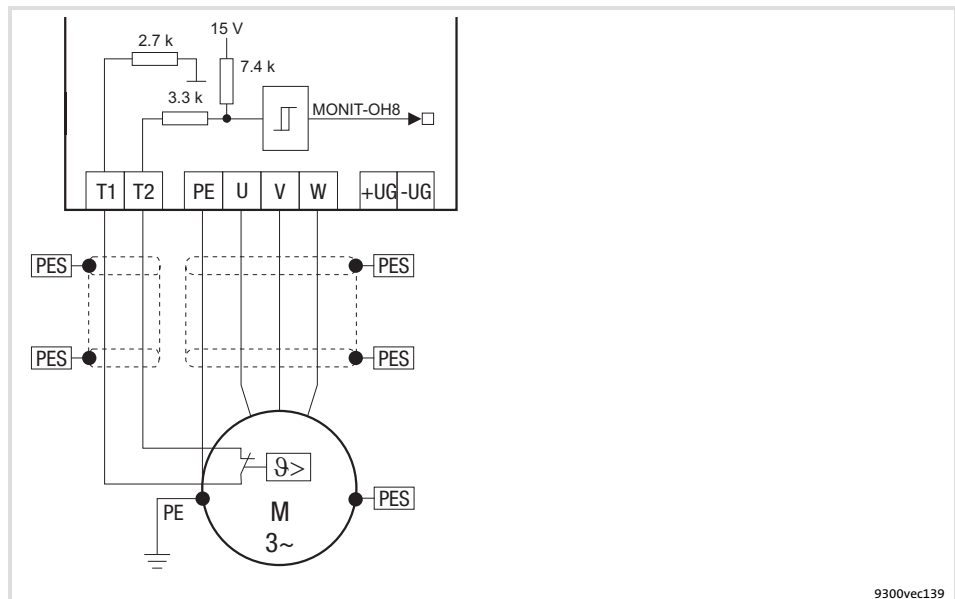 15 V
2.7 k
7.4 k
3.3 k
MONIT-OH8
T1 T2 PE U V W +UG -UG
PES PES
PES PES
ϑ>
PES
PE
M
3~
9300vec139